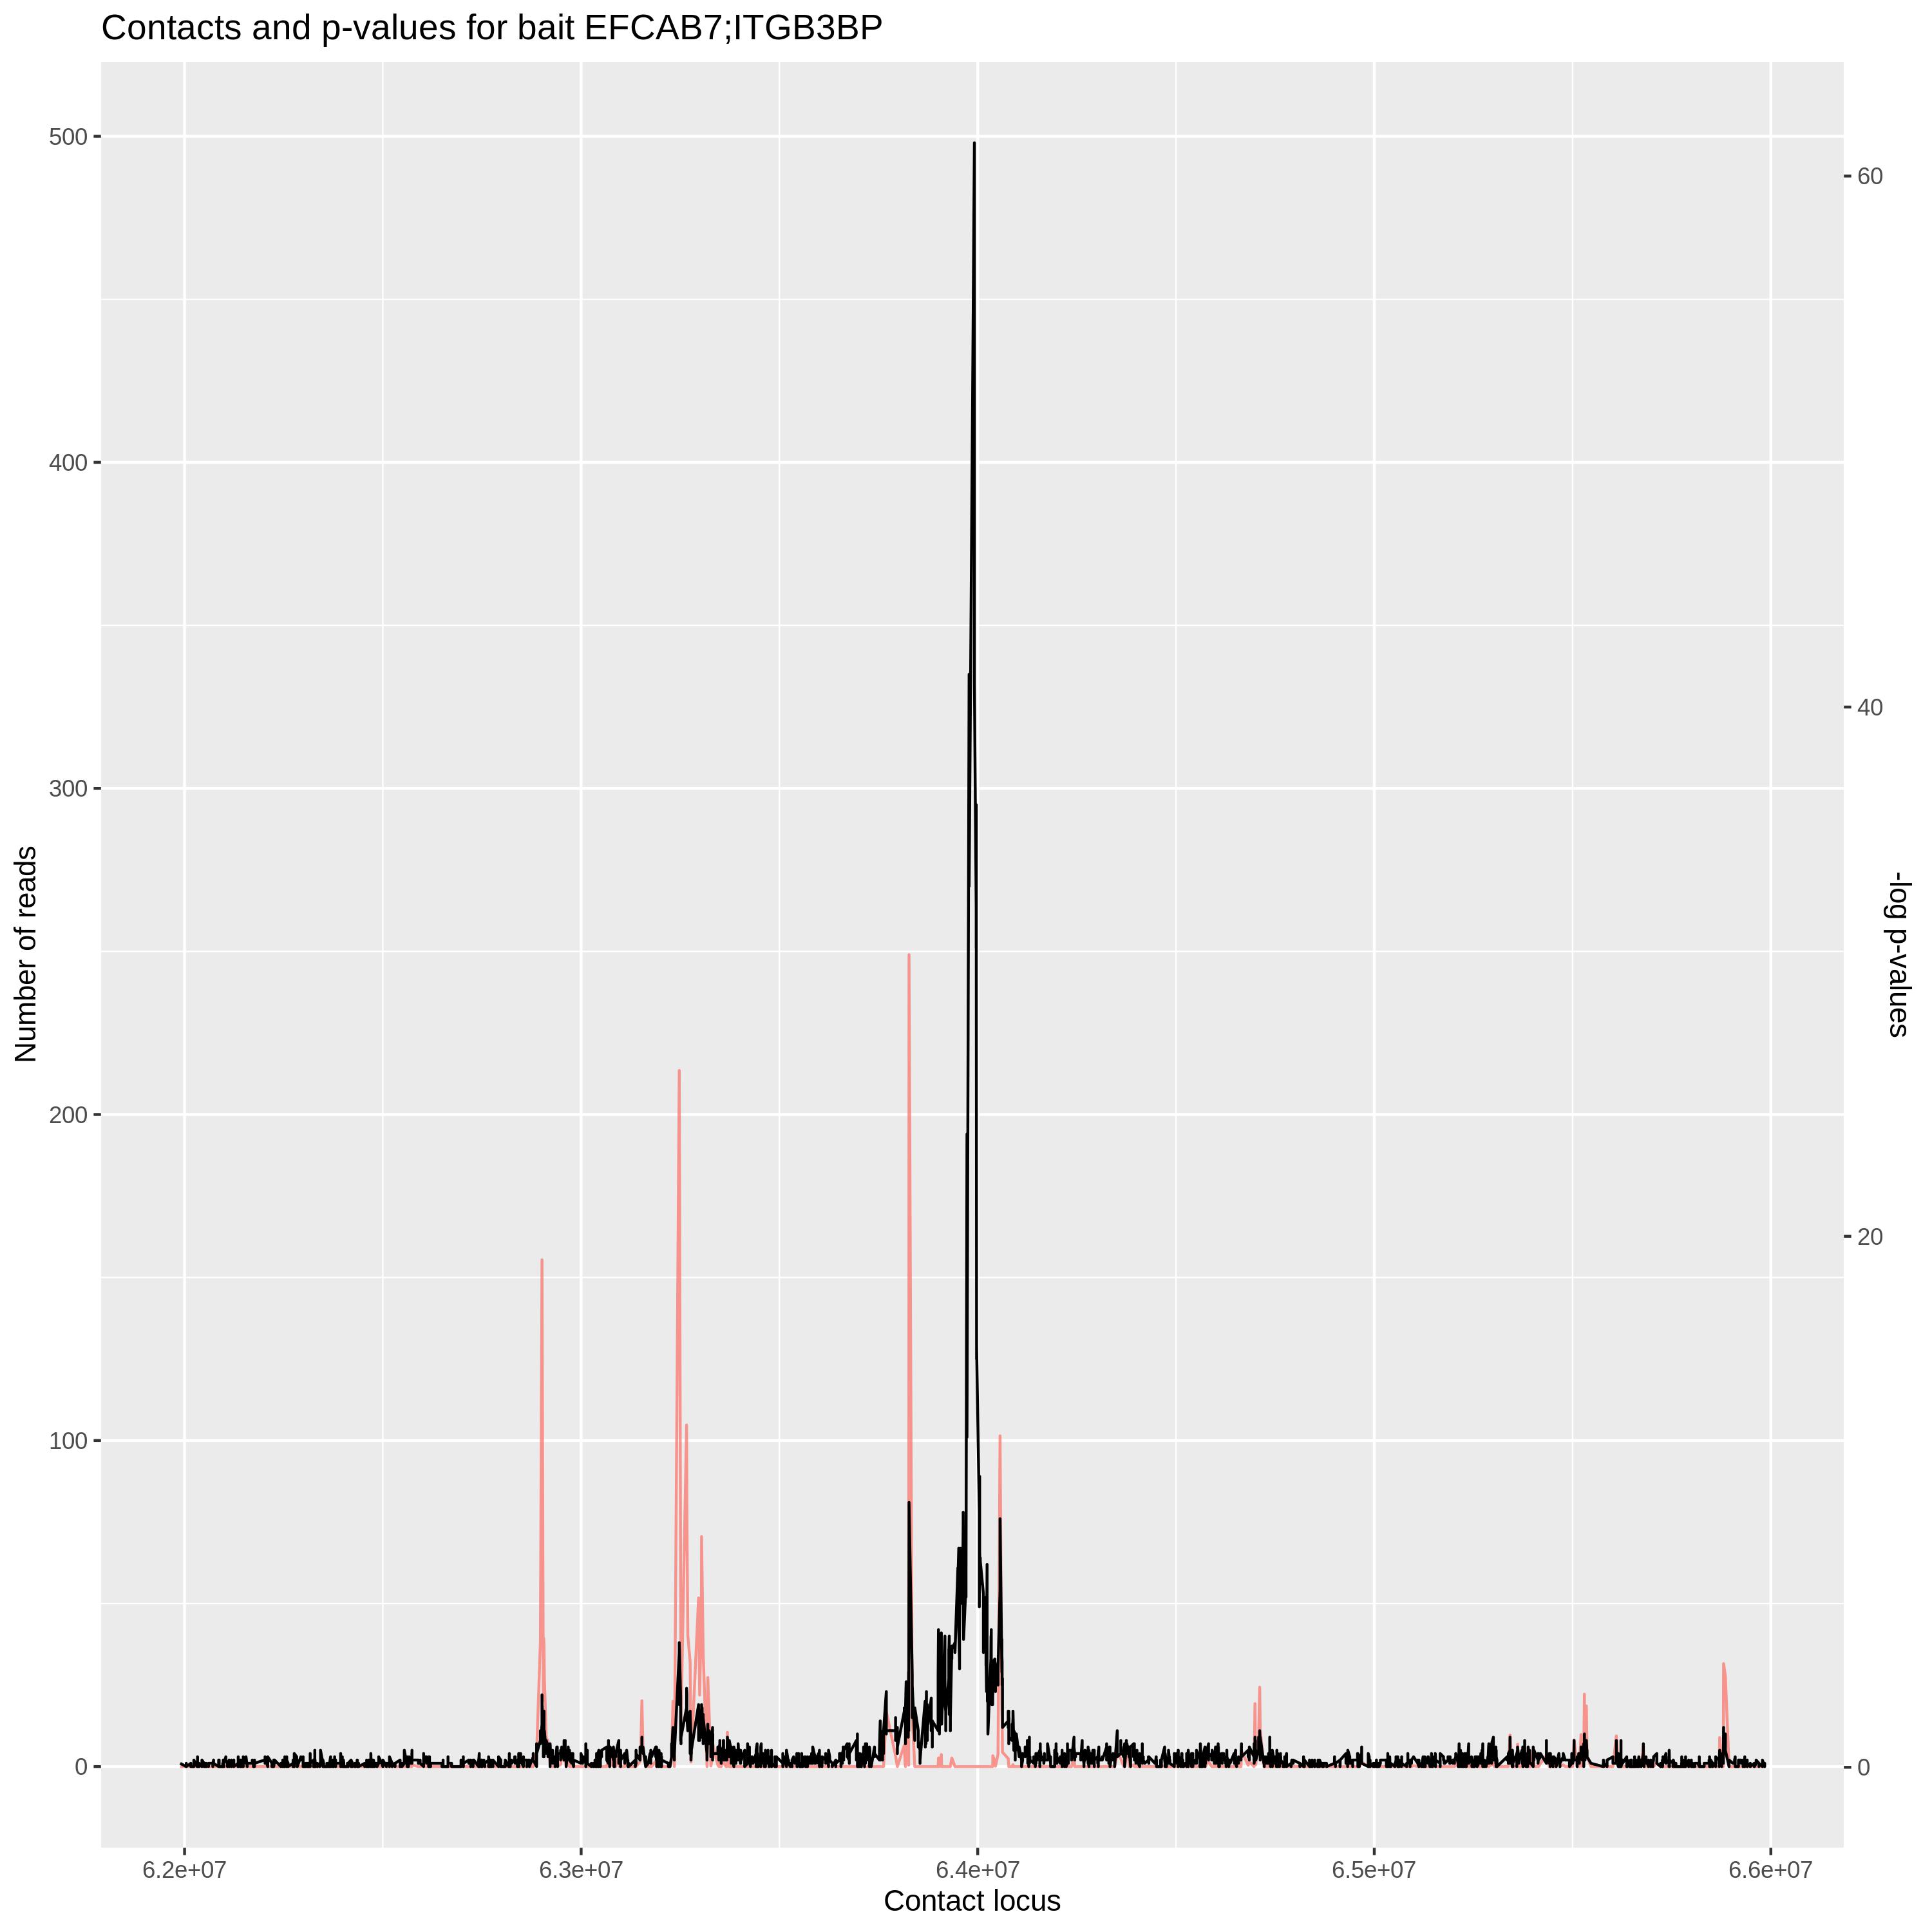 Contacts and p-values for bait EFCAB7;ITGB3BP
500
400
300
200
100
0
Number of reads
60
40
20
0
-log p-values
6.2e+07 6.3e+07 6.4e+07 6.5e+07 6.6e+07
Contact locus